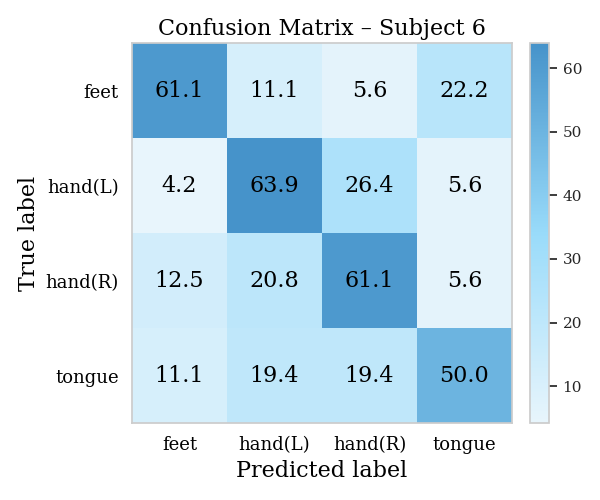 Confusion Matrix – Subject 6
feet 61.1 11.1 5.6 22.2
hand(L) 4.2 63.9 26.4 5.6
hand(R) 12.5 20.8 61.1 5.6
tongue 11.1 19.4 19.4 50.0
feet hand(L) hand(R) tongue
Predicted label
True label
60
50
40
30
20
10